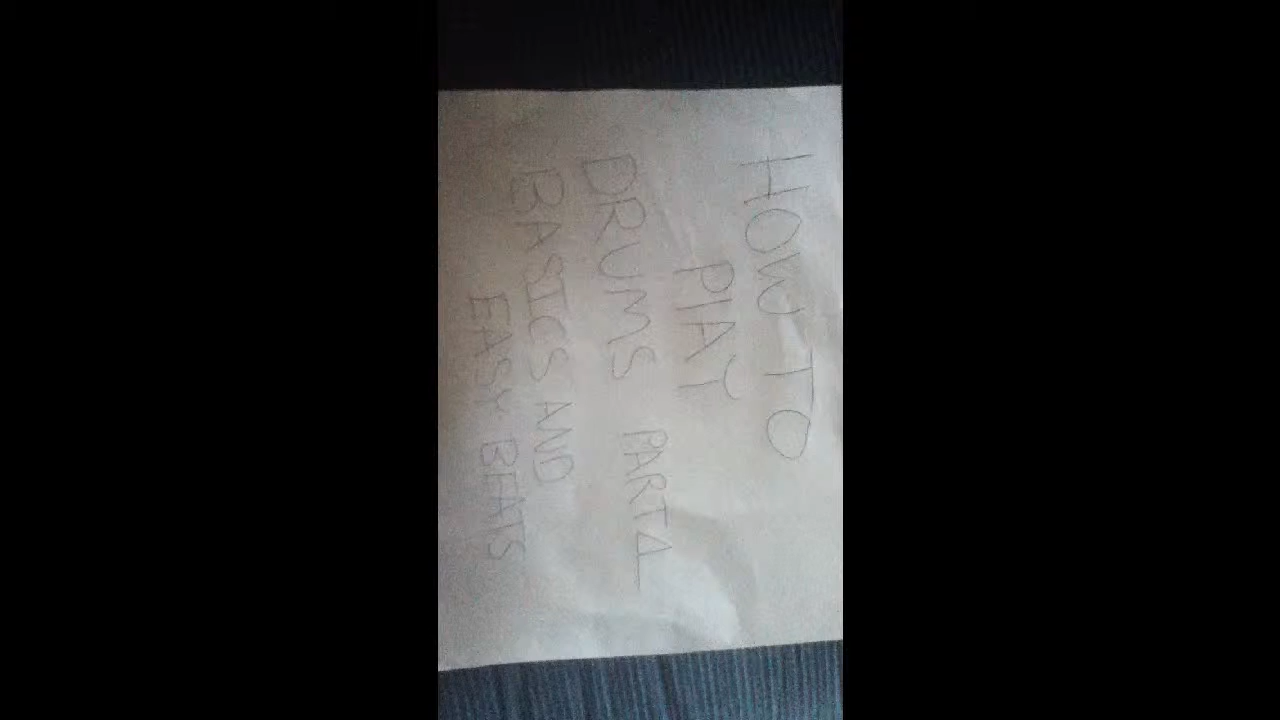 HOW TO
PLAY
DRUMS PART 1
BASICS AND
EASY BEATS